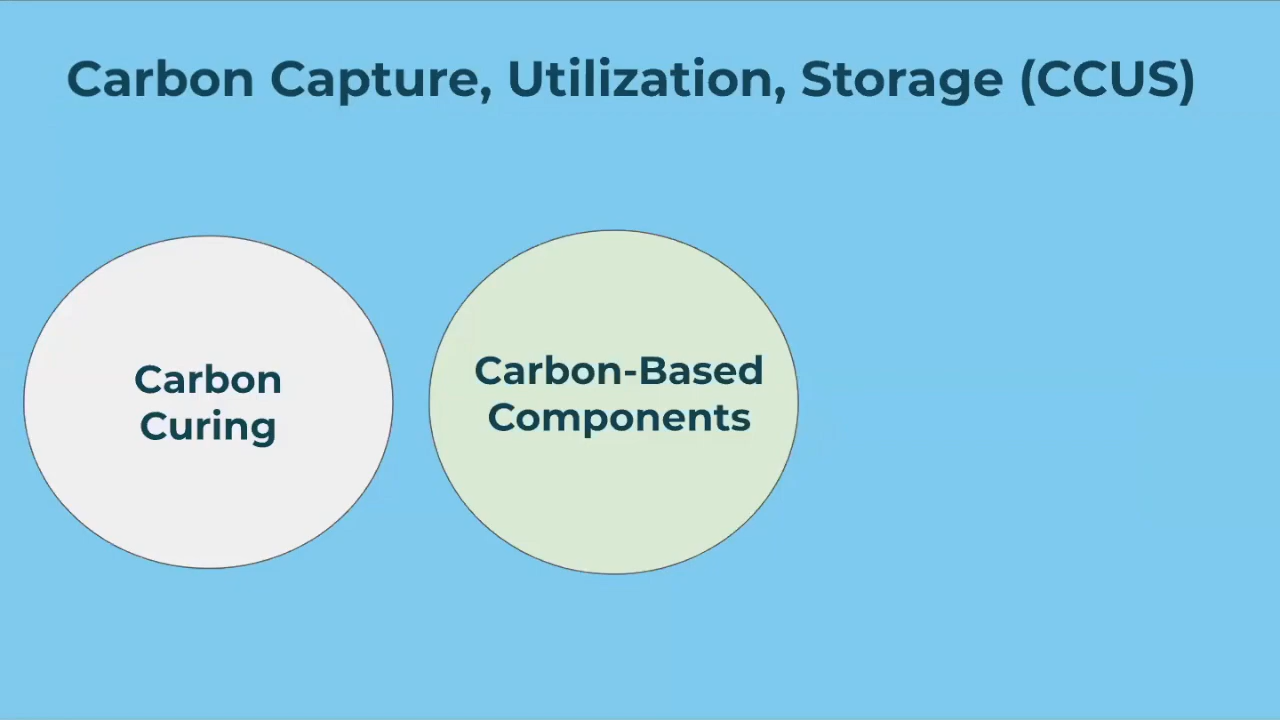 Carbon Capture, Utilization, Storage (CCUS)
Carbon
Curing
Carbon-Based
Components